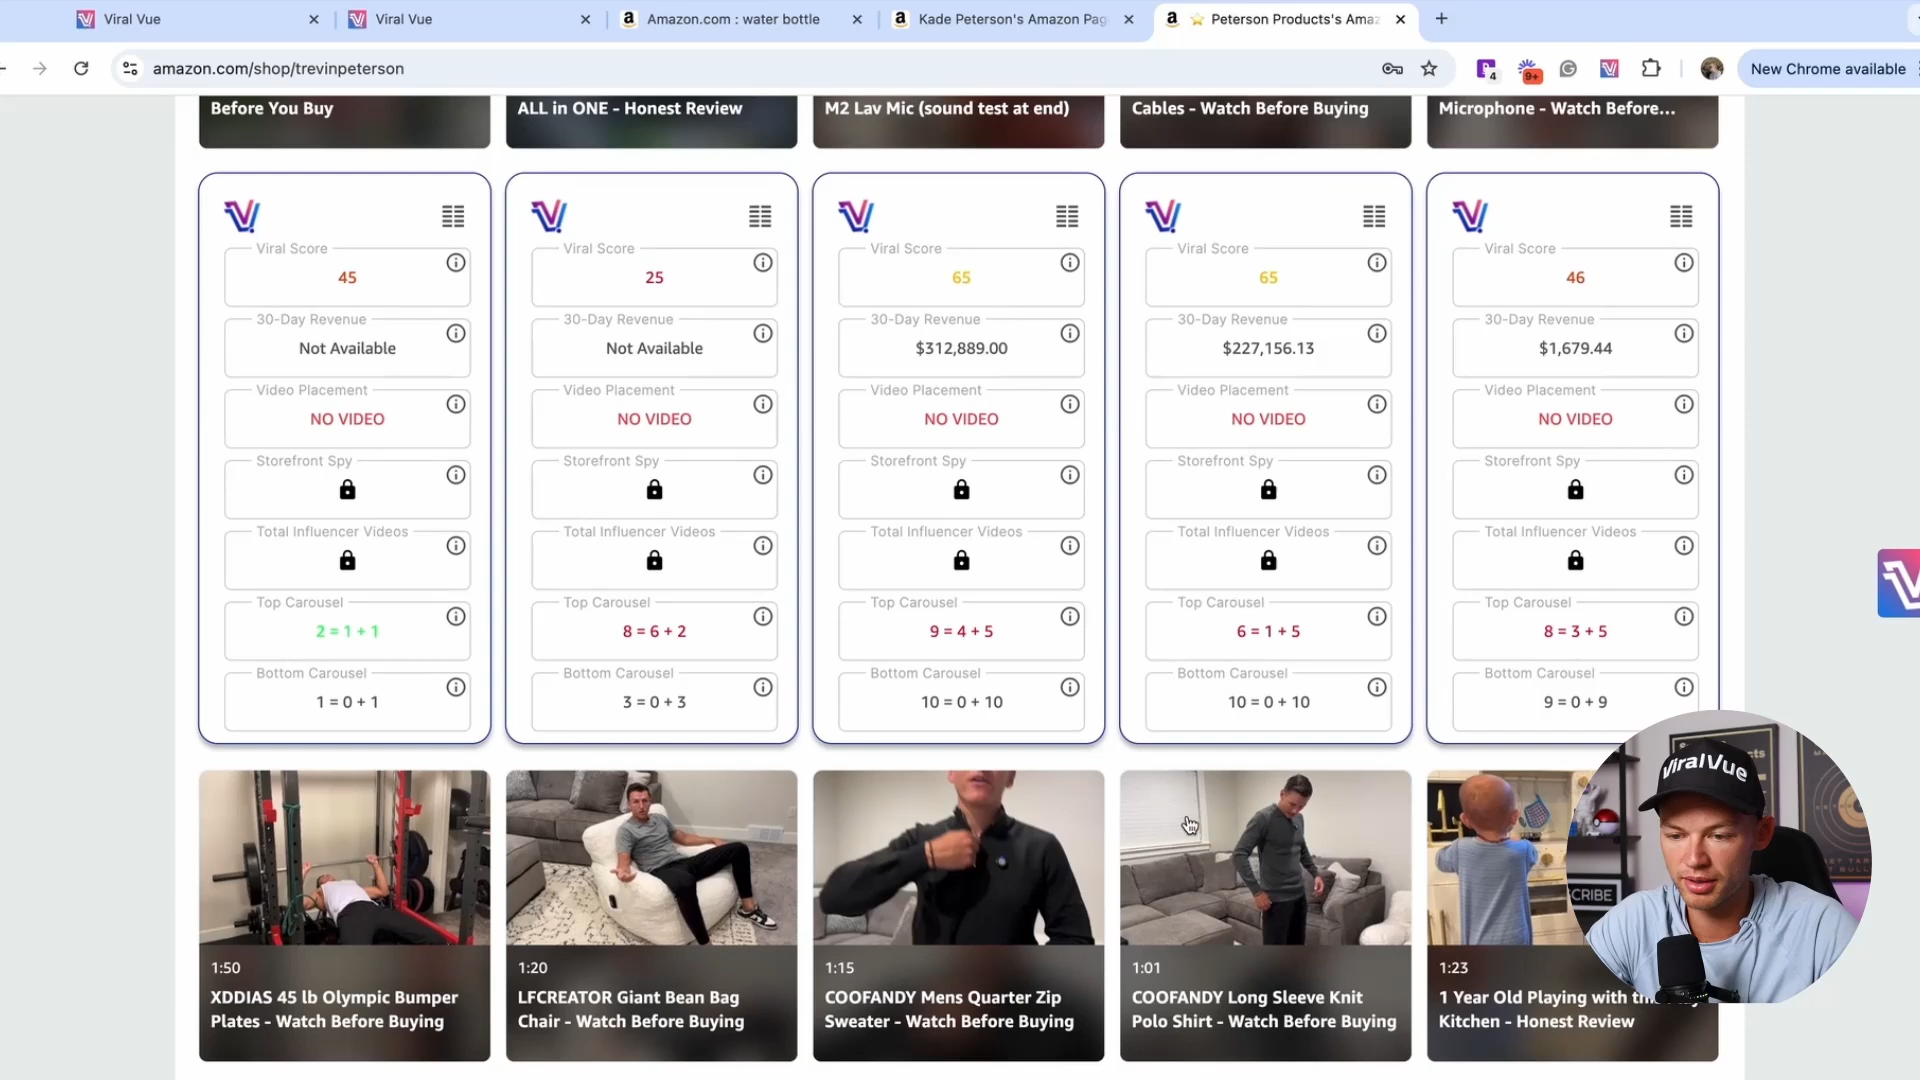 Viral Vue
Viral Vue
Amazon.com : water bottle
Kade Peterson's Amazon Pag
Peterson Products's Ama
amazon.com/shop/trevinpeterson
4
9+
New Chrome available
Before You Buy
ALL in ONE - Honest Review
M2 Lav Mic (sound test at end)
Cables - Watch Before Buying
Microphone - Watch Before...
Viral Score
45
30-Day Revenue
Not Available
Video Placement
NO VIDEO
Storefront Spy
Total Influencer Videos
Top Carousel
2 = 1 + 1
Bottom Carousel
1 = 0 + 1
Viral Score
25
30-Day Revenue
Not Available
Video Placement
NO VIDEO
Storefront Spy
Total Influencer Videos
Top Carousel
8 = 6 + 2
Bottom Carousel
3 = 0 + 3
Viral Score
65
30-Day Revenue
$312,889.00
Video Placement
NO VIDEO
Storefront Spy
Total Influencer Videos
Top Carousel
9 = 4 + 5
Bottom Carousel
10 = 0 + 10
Viral Score
65
30-Day Revenue
$227,156.13
Video Placement
NO VIDEO
Storefront Spy
Total Influencer Videos
Top Carousel
6 = 1 + 5
Bottom Carousel
10 = 0 + 10
Viral Score
46
30-Day Revenue
$1,679.44
Video Placement
NO VIDEO
Storefront Spy
Total Influencer Videos
Top Carousel
8 = 3 + 5
Bottom Carousel
9 = 0 + 9
1:50
XDDIAS 45 lb Olympic Bumper
Plates - Watch Before Buying
1:20
LFCREATOR Giant Bean Bag
Chair - Watch Before Buying
1:15
COOFANDY Mens Quarter Zip
Sweater - Watch Before Buying
1:01
COOFANDY Long Sleeve Knit
Polo Shirt - Watch Before Buying
1:23
1 Year Old Playing with th
Kitchen - Honest Review
ViralVue
SCRIBE